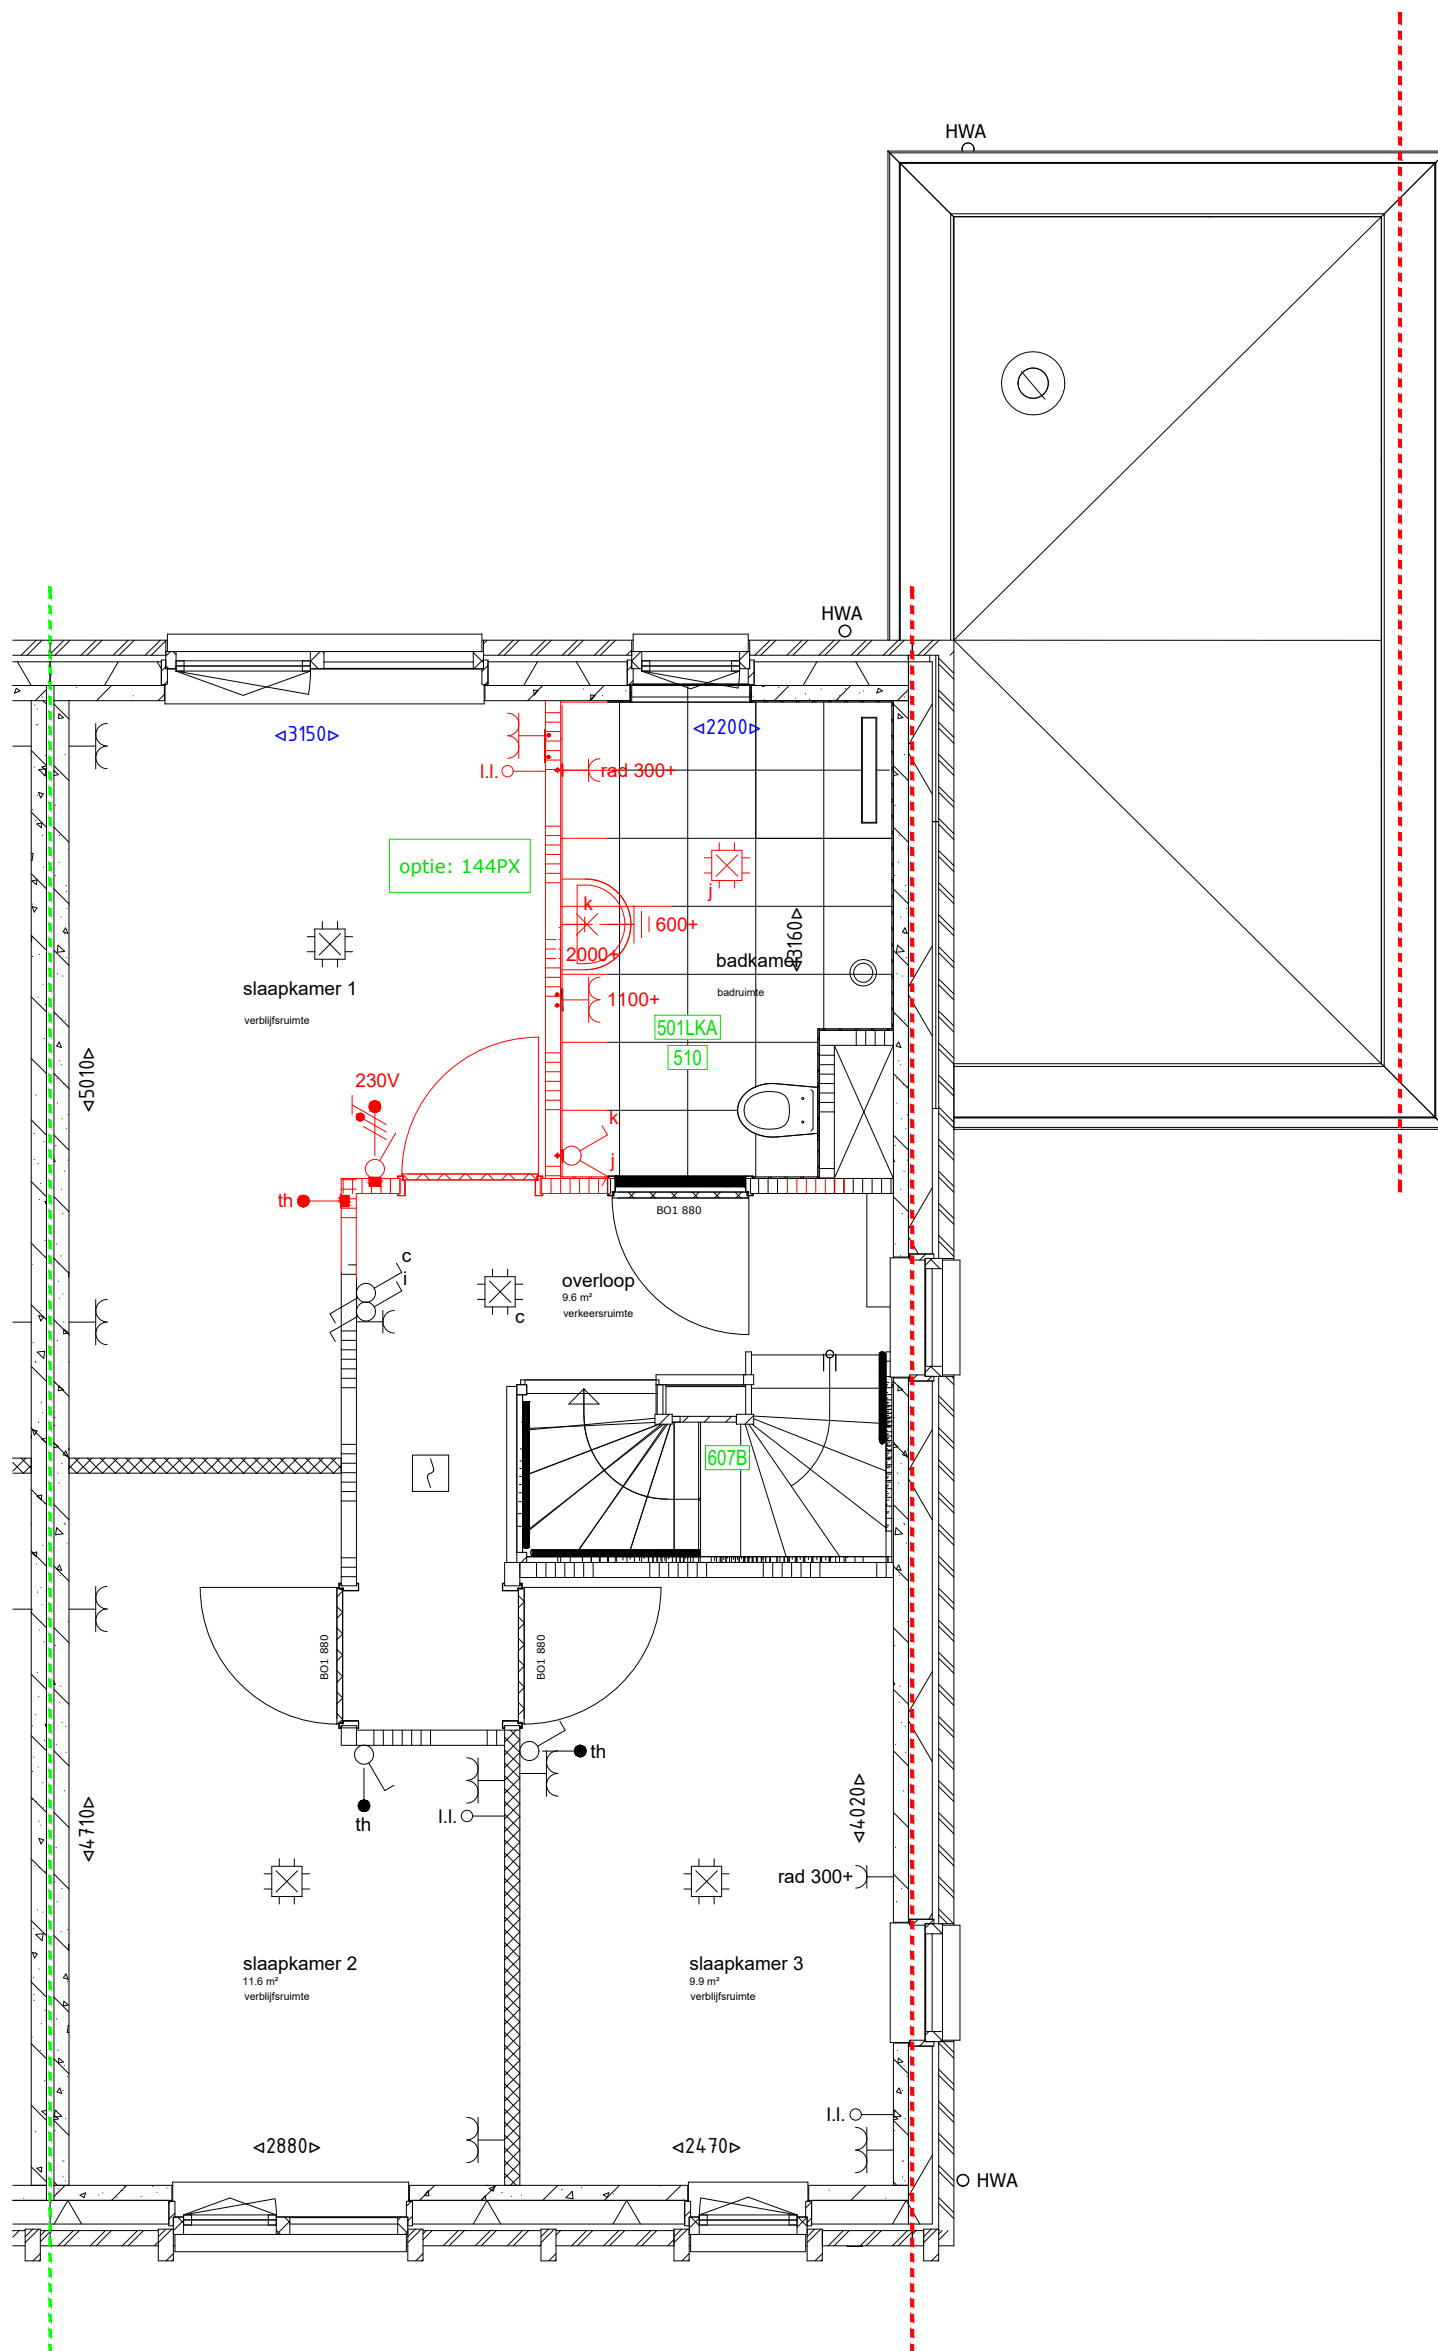 HWA
HWA
◃3150▹
◃2200▹
l.l.
rad 300+
optie: 144PX
j
k
600+
2000+
◃3160▹
badkamer
badruimte
slaapkamer 1
verblijfsruimte
1100+
501LKA
510
◃5010▹
230V
k
j
th
BO1 880
c
i
overloop
9.6 m²
verkeersruimte
c
607B
BO1 880
BO1 880
th
th
l.l.
◃4710▹
◃4020▹
rad 300+
slaapkamer 2
11.6 m²
verblijfsruimte
slaapkamer 3
9.9 m²
verblijfsruimte
l.l.
◃2880▹
◃2470▹
HWA